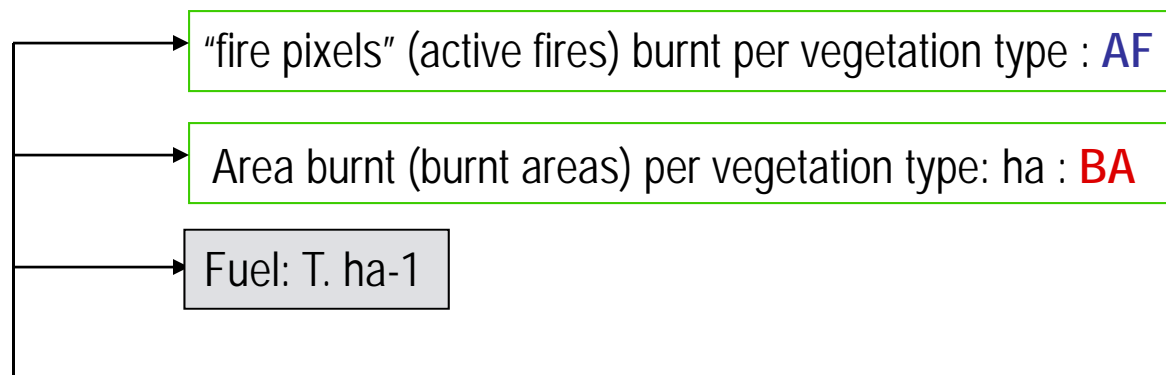 “fire pixels” (active fires) burnt per vegetation type : AF
Area burnt (burnt areas) per vegetation type: ha : BA
Fuel: T. ha-1